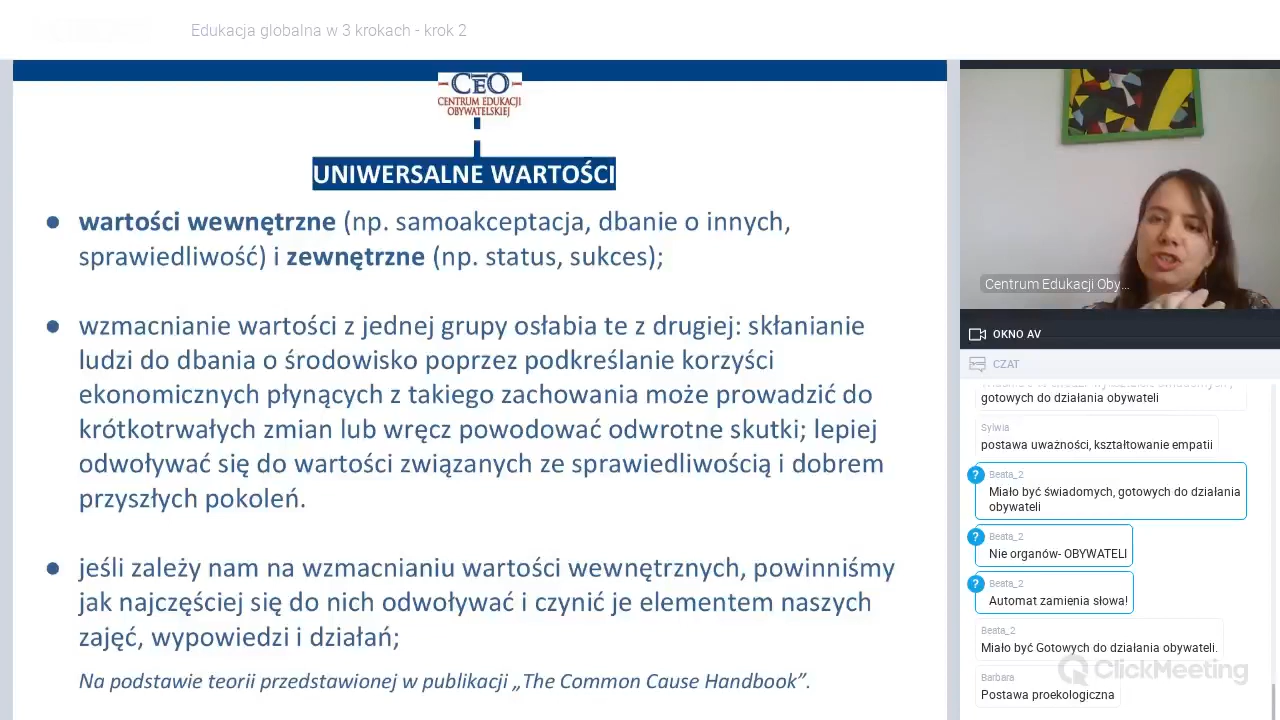 Edukacja globalna w 3 krokach - krok 2
CEO
CENTRUM EDUKACJI
OBYWATELSKIEJ
UNIWERSALNE WARTOŚCI
● wartości wewnętrzne (np. samoakceptacja, dbanie o innych,
sprawiedliwość) i zewnętrzne (np. status, sukces);
● wzmacnianie wartości z jednej grupy osłabia te z drugiej: skłanianie
ludzi do dbania o środowisko poprzez podkreślanie korzyści
ekonomicznych płynących z takiego zachowania może prowadzić do
krótkotrwałych zmian lub wręcz powodować odwrotne skutki; lepiej
odwoływać się do wartości związanych ze sprawiedliwością i dobrem
przyszłych pokoleń.
● jeśli zależy nam na wzmacnianiu wartości wewnętrznych, powinniśmy
jak najczęściej się do nich odwoływać i czynić je elementem naszych
zajęć, wypowiedzi i działań;
Na podstawie teorii przedstawionej w publikacji „The Common Cause Handbook”.
Centrum Edukacji Oby...
OKNO AV
CZAT
gotowych do działania obywateli
Sylwia
postawa uważności, kształtowanie empatii
?
Beata_2
Miało być świadomych, gotowych do działania
obywateli
?
Beata_2
Nie organów- OBYWATELI
?
Beata_2
Automat zamienia słowa!
Beata_2
Miało być Gotowych do działania obywateli.
ClickMeeting
Barbara
Postawa proekologiczna